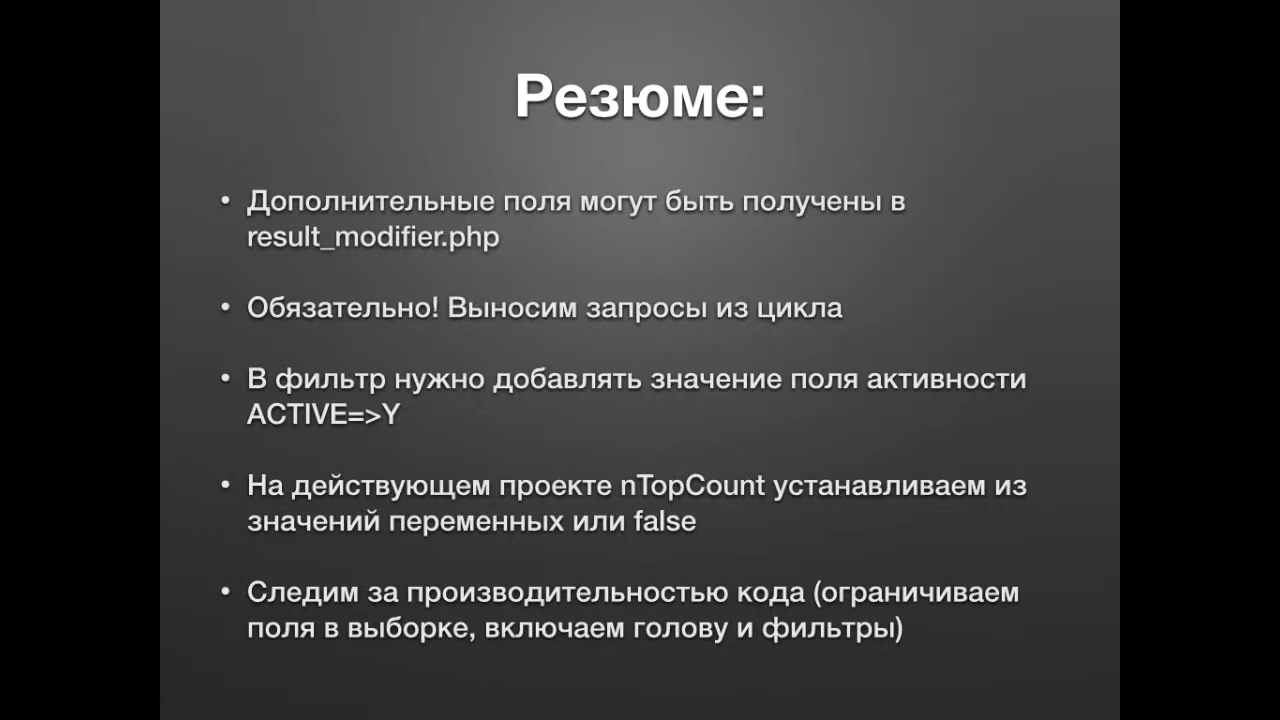 Резюме:
• Дополнительные поля могут быть получены в
result_modifier.php
• Обязательно! Выносим запросы из цикла
• В фильтр нужно добавлять значение поля активности
ACTIVE=>Y
• На действующем проекте nTopCount устанавливаем из
значений переменных или false
• Следим за производительностью кода (ограничиваем
поля в выборке, включаем голову и фильтры)